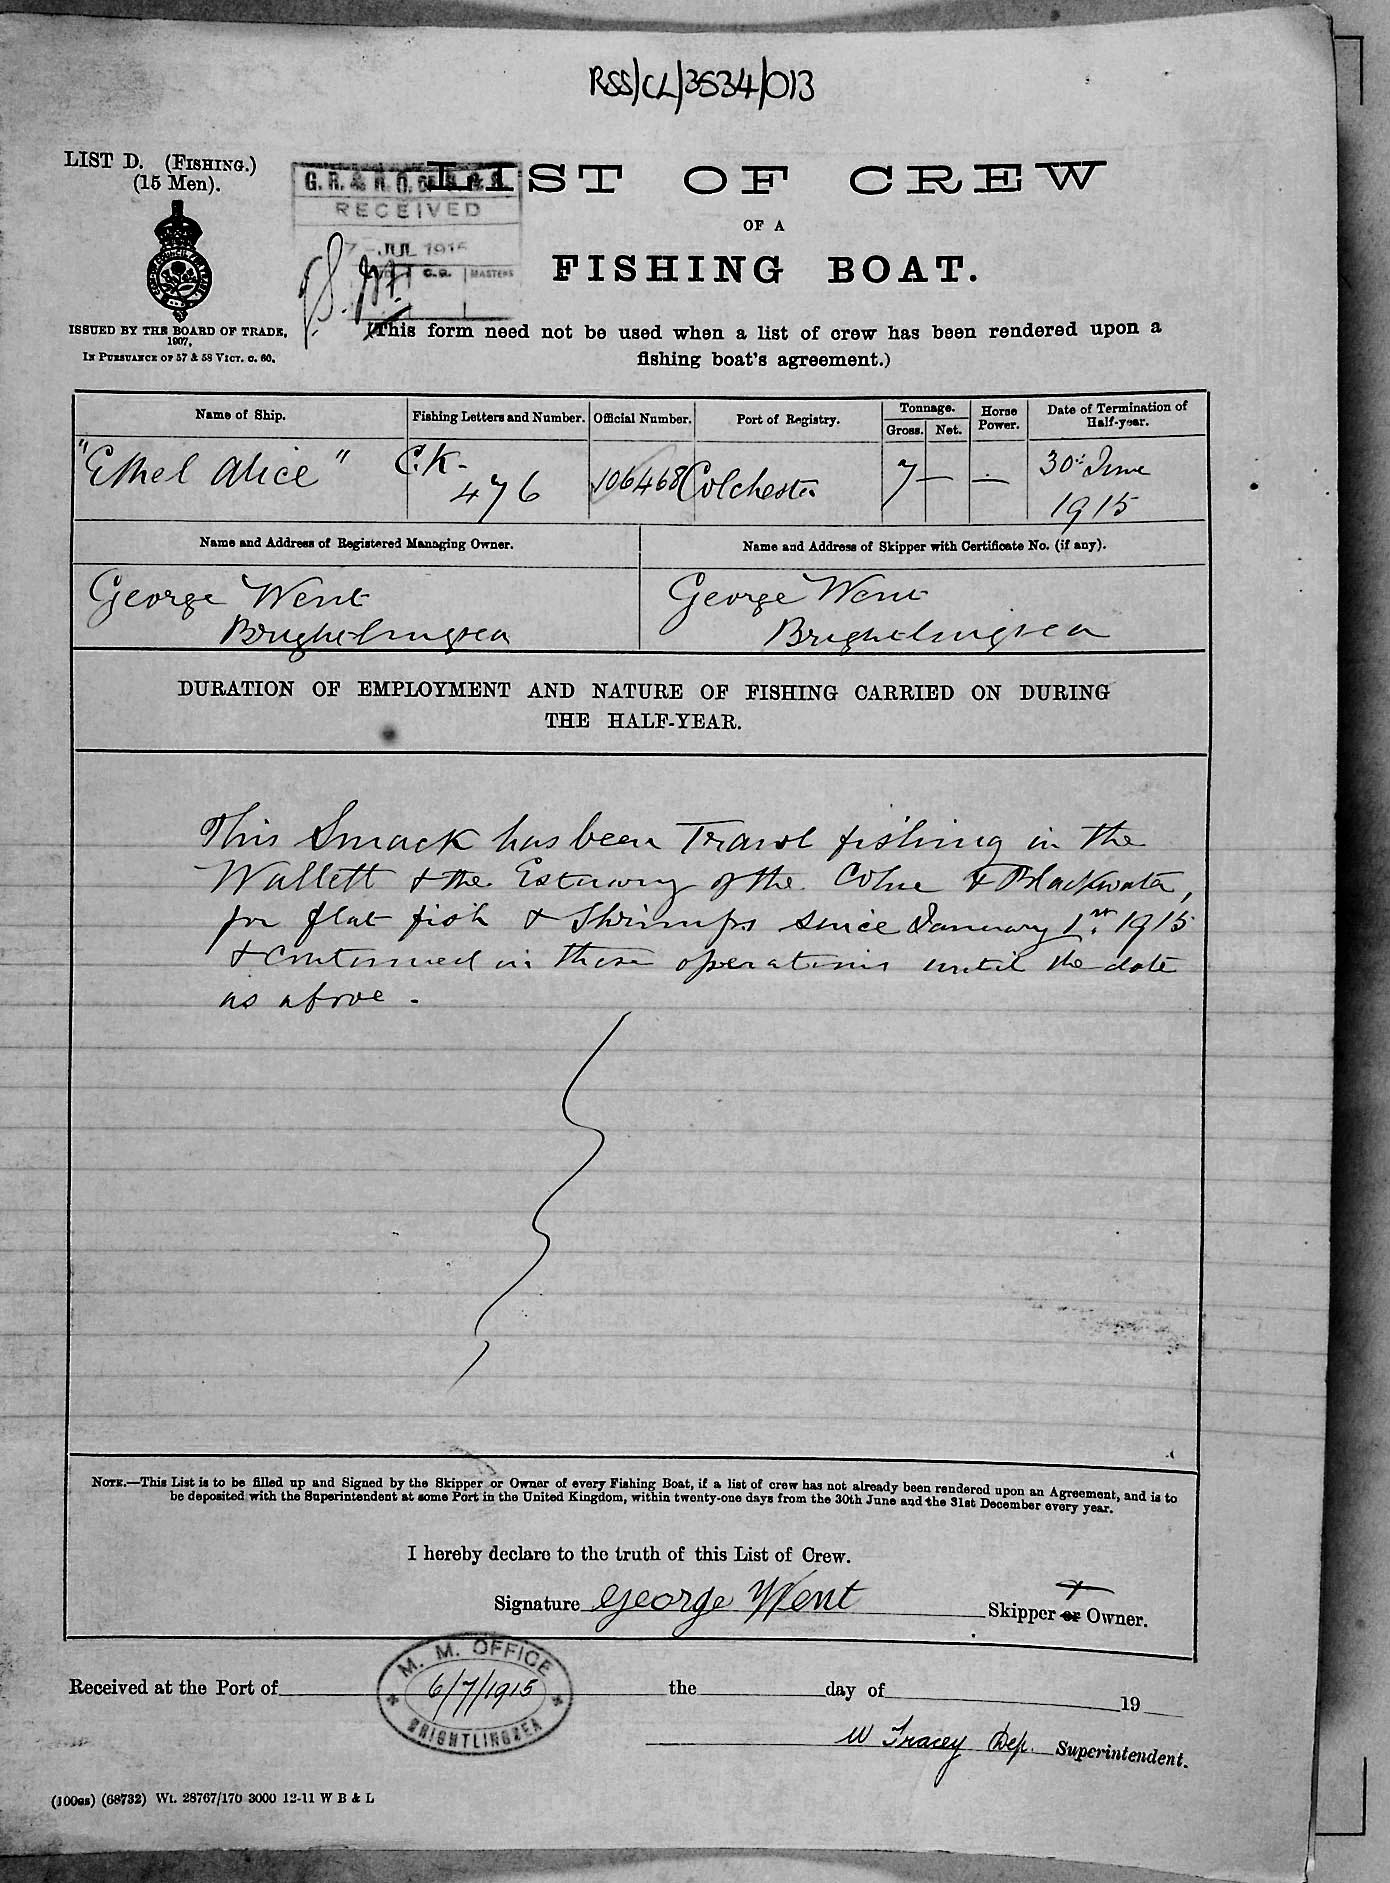 RSS/CL/3534/013
LIST D. (FISHING.)
(15 Men).
ISSUED BY THE BOARD OF TRADE,
1907,
IN PURSUANCE OF 57 & 58 VICT. C. 60.
RECEIVED
7 - JUL 1915
C.G. MASTERS
LIST OF CREW
OF A
FISHING BOAT.
(This form need not be used when a list of crew has been rendered upon a
fishing boat's agreement.)
Name of Ship. Fishing Letters and Number. Official Number. Port of Registry. Tonnage. Gross. Net. Horse Power. Date of Termination of Half-year.
"Ethel Alice" C.K. - 476 106468 Colchester 7 — — 30th June 1915
Name and Address of Registered Managing Owner. Name and Address of Skipper with Certificate No. (if any).
George Went George Went
Brightlingsea Brightlingsea
DURATION OF EMPLOYMENT AND NATURE OF FISHING CARRIED ON DURING
THE HALF-YEAR.
This Smack has been Trawl fishing in the
Wallett & the Estuary of the Colne & Blackwater,
for flat fish & Shrimps since January 1st. 1915
& continued in those operations until the date
as above.
NOTE.—This List is to be filled up and Signed by the Skipper or Owner of every Fishing Boat, if a list of crew has not already been rendered upon an Agreement, and is to
be deposited with the Superintendent at some Port in the United Kingdom, within twenty-one days from the 30th June and the 31st December every year.
I hereby declare to the truth of this List of Crew.
Signature George Went Skipper or & Owner.
M. M. OFFICE
Received at the Port of 6/7/1915 the day of 19
BRIGHTLINGSEA
W Tracey Dep. Superintendent.
(100gs) (68732) Wt. 28767/170 3000 12-11 W B & L